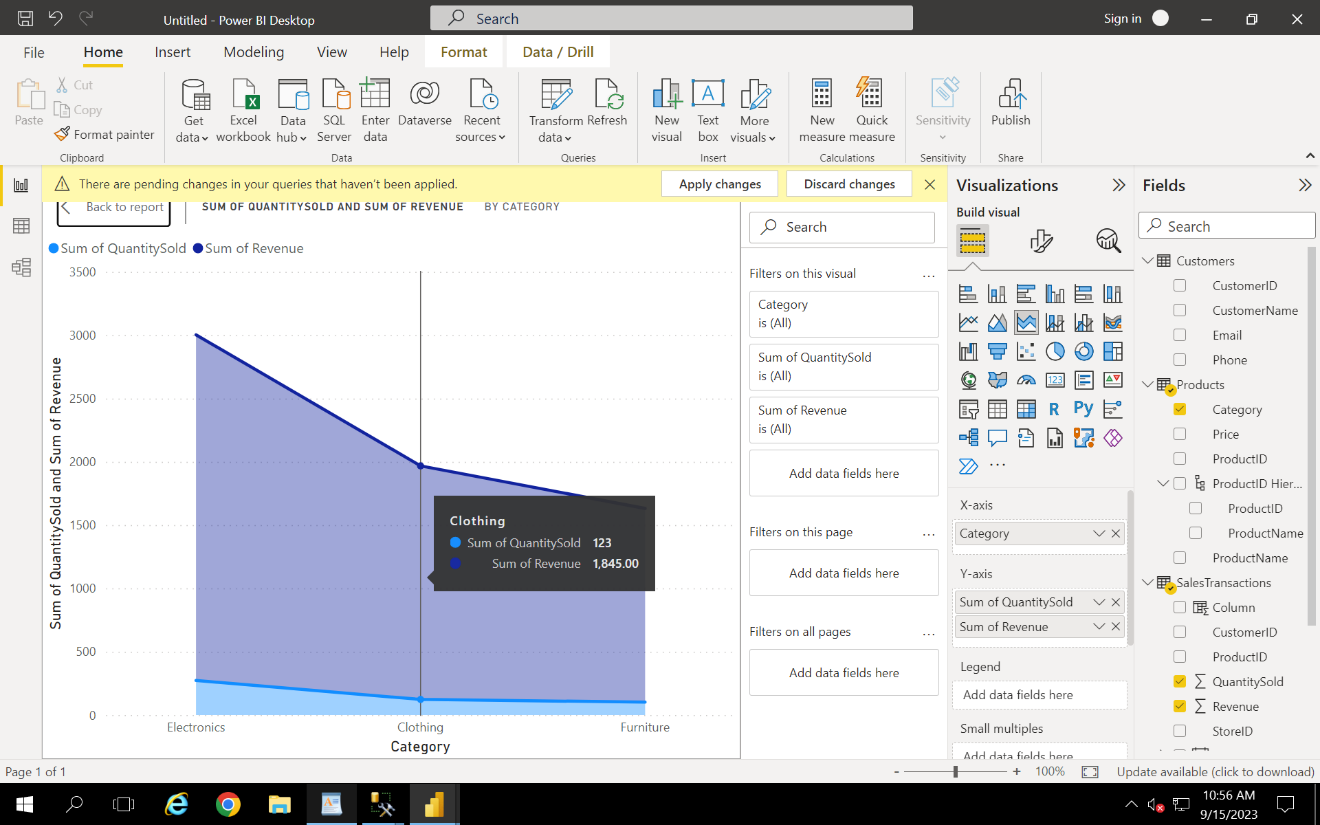 Untitled - Power BI Desktop
Search
Sign in
File
Home
Insert
Modeling
View
Help
Format
Data / Drill
Paste
Cut
Copy
Format painter
Clipboard
Get data
Excel workbook
Data hub
SQL Server
Enter data
Dataverse
Recent sources
Data
Transform data
Refresh
Queries
New visual
Text box
More visuals
Insert
New measure
Quick measure
Calculations
Sensitivity
Sensitivity
Publish
Share
There are pending changes in your queries that haven't been applied.
Apply changes
Discard changes
Back to report
SUM OF QUANTITYSOLD AND SUM OF REVENUE
BY CATEGORY
Sum of QuantitySold
Sum of Revenue
Sum of QuantitySold and Sum of Revenue
3500
3000
2500
2000
1500
1000
500
0
Clothing
Sum of QuantitySold 123
Sum of Revenue 1,845.00
Electronics
Clothing
Furniture
Category
Search
Filters on this visual
...
Category
is (All)
Sum of QuantitySold
is (All)
Sum of Revenue
is (All)
Add data fields here
Filters on this page
...
Add data fields here
Filters on all pages
...
Add data fields here
Visualizations
Build visual
123
R
Py
...
X-axis
Category
Y-axis
Sum of QuantitySold
Sum of Revenue
Legend
Add data fields here
Small multiples
Add data fields here
Fields
Search
Customers
CustomerID
CustomerName
Email
Phone
Products
Category
Price
ProductID
ProductID Hier...
ProductID
ProductName
ProductName
SalesTransactions
Column
CustomerID
ProductID
QuantitySold
Revenue
StoreID
Page 1 of 1
- + 100%
Update available (click to download)
10:56 AM
9/15/2023